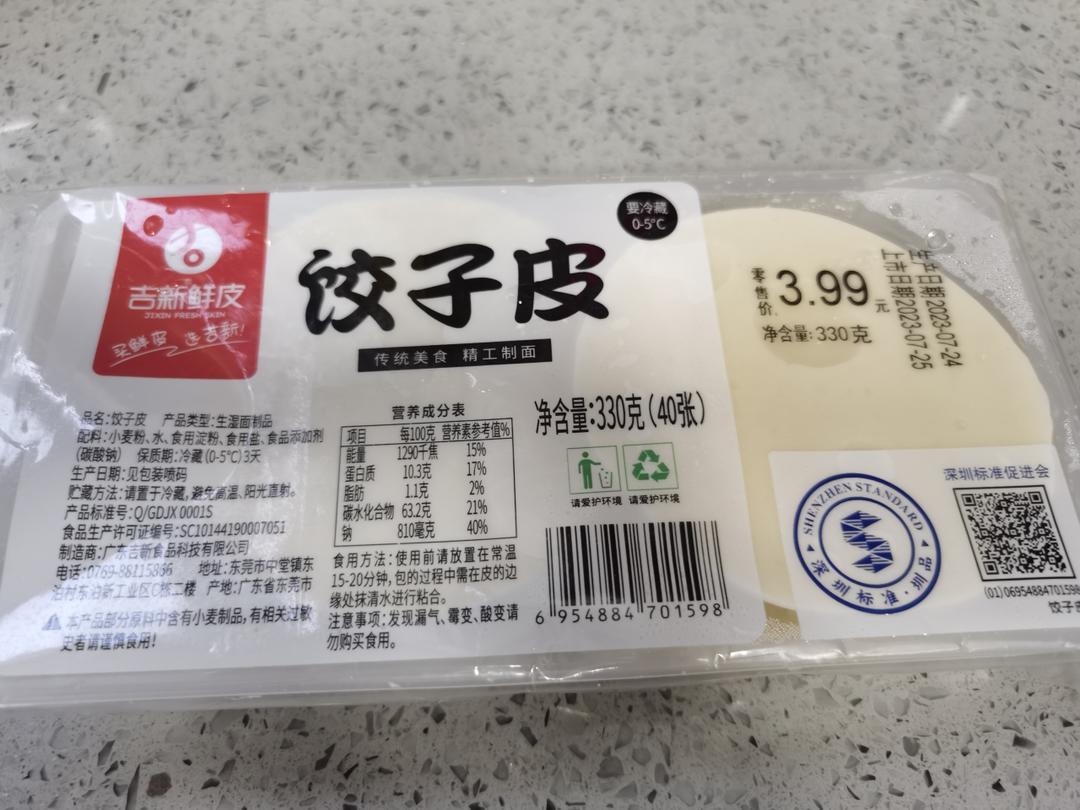 吉新鲜皮
JIXIN FRESH SKIN
买鲜皮 选吉新!
饺子皮
传统美食 精工制面
要冷藏
0-5℃
零售价 3.99 元
净含量:330克
生产日期2023-07-24
上市日期2023-07-25
品名:饺子皮 产品类型:生湿面制品
配料:小麦粉、水、食用淀粉、食用盐、食品添加剂
(碳酸钠) 保质期:冷藏(0-5℃)3天
生产日期:见包装喷码
贮藏方法:请置于冷藏,避免高温、阳光直射。
产品标准号:Q/GDJX 0001S
食品生产许可证编号:SC10144190007051
制造商:广东吉新食品科技有限公司
电话:0769-88115866 地址:东莞市中堂镇东
泊村东泊新工业区C栋二楼 产地:广东省东莞市
本产品部分原料中含有小麦制品,有相关过敏
史者请谨慎食用!
营养成分表
项目 每100克 营养素参考值%
能量 1290千焦 15%
蛋白质 10.3克 17%
脂肪 1.1克 2%
碳水化合物 63.2克 21%
钠 810毫克 40%
食用方法:使用前请放置在常温
15-20分钟,包的过程中需在皮的边
缘处抹清水进行粘合。
注意事项:发现漏气、霉变、酸变请
勿购买食用。
净含量:330克(40张)
请爱护环境 请爱护环境
6 954884 701598
深圳标准促进会
SHENZHEN STANDARD
深圳标准·圳品
(01)0695488470159
饺子皮